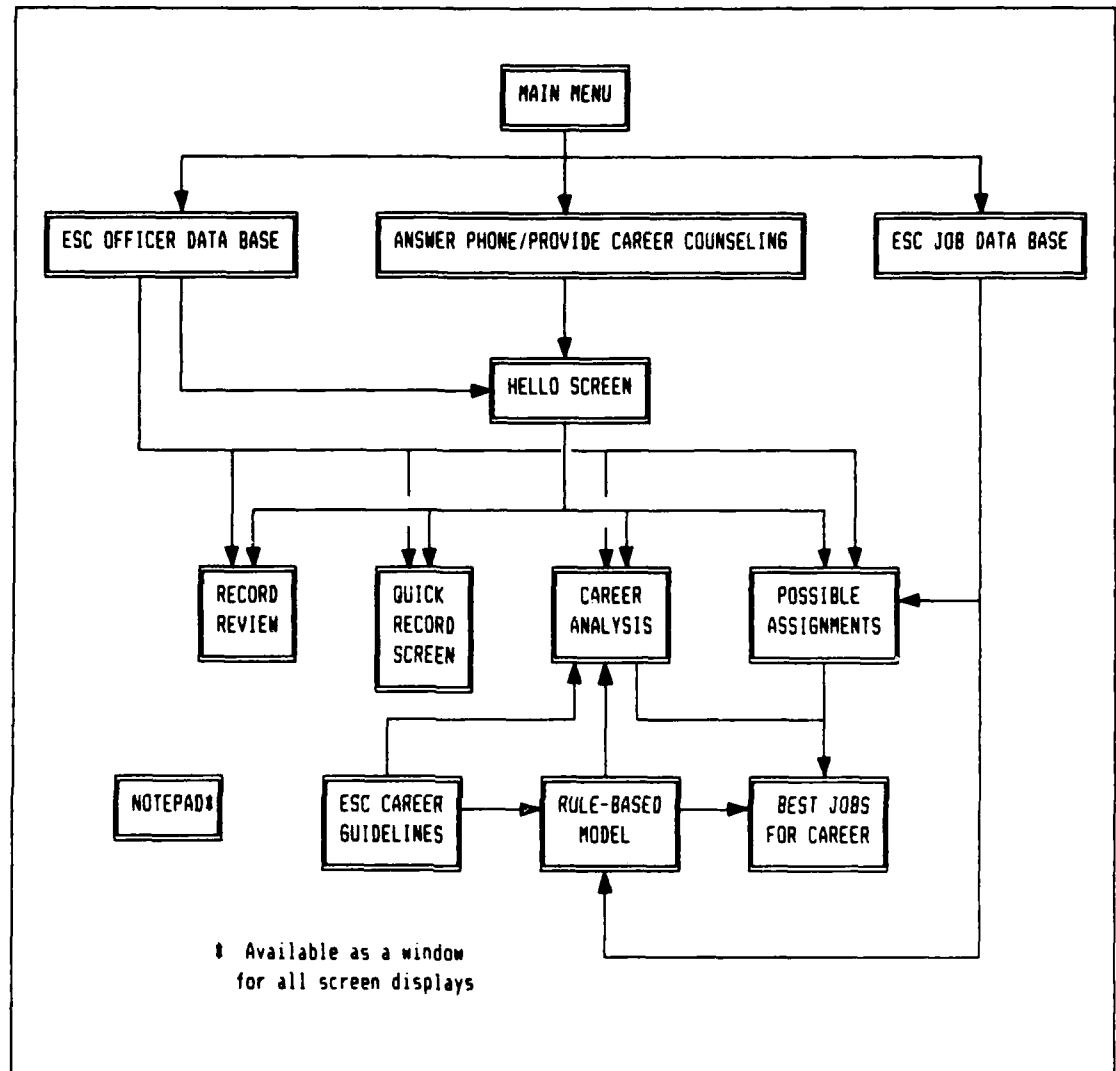 MAIN MENU
ESC OFFICER DATA BASE
ANSWER PHONE/PROVIDE CAREER COUNSELING
ESC JOB DATA BASE
HELLO SCREEN
RECORD
REVIEW
QUICK
RECORD
SCREEN
CAREER
ANALYSIS
POSSIBLE
ASSIGNMENTS
NOTEPAD*
ESC CAREER
GUIDELINES
RULE-BASED
MODEL
BEST JOBS
FOR CAREER
* Available as a window
for all screen displays